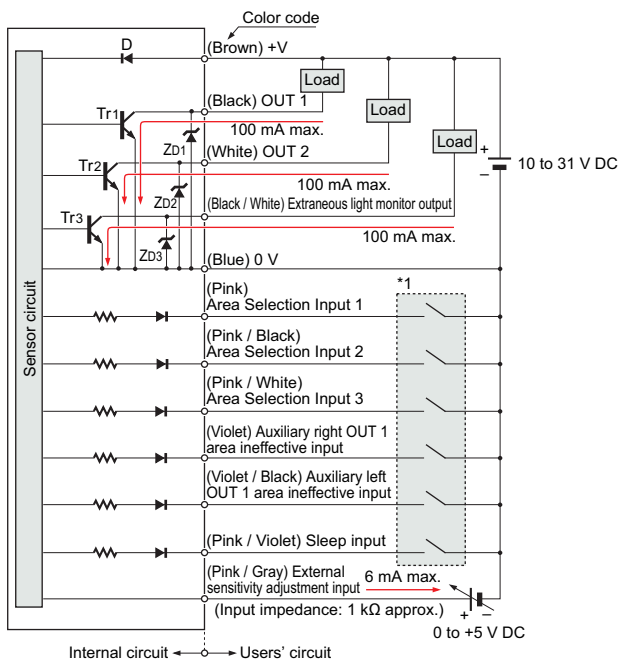 Color code
D
(Brown) +V
Load
Tr1
(Black) OUT 1
Load
100 mA max.
ZD1
Load
+
Tr2
(White) OUT 2
10 to 31 V DC
–
100 mA max.
ZD2
(Black / White) Extraneous light monitor output
Tr3
100 mA max.
ZD3
(Blue) 0 V
*1
(Pink)
Area Selection Input 1
Sensor circuit
(Pink / Black)
Area Selection Input 2
(Pink / White)
Area Selection Input 3
(Violet) Auxiliary right OUT 1
area ineffective input
(Violet / Black) Auxiliary left
OUT 1 area ineffective input
(Pink / Violet) Sleep input
(Pink / Gray) External
sensitivity adjustment input
6 mA max.
(Input impedance: 1 kΩ approx.)
+ –
0 to +5 V DC
Internal circuit
Users' circuit